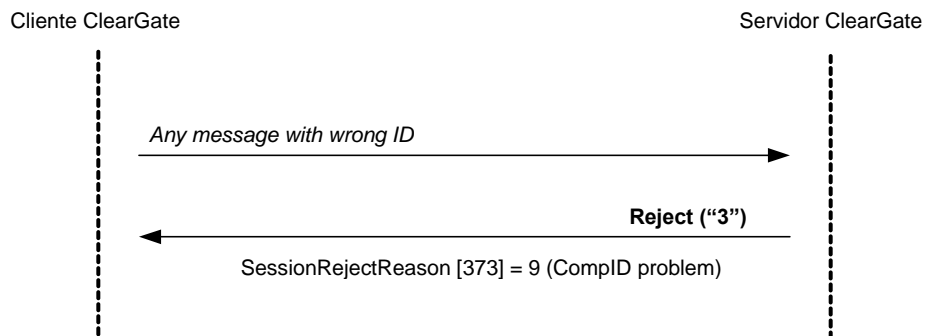 Cliente ClearGate
Servidor ClearGate
Any message with wrong ID
Reject (“3”)
SessionRejectReason [373] = 9 (CompID problem)